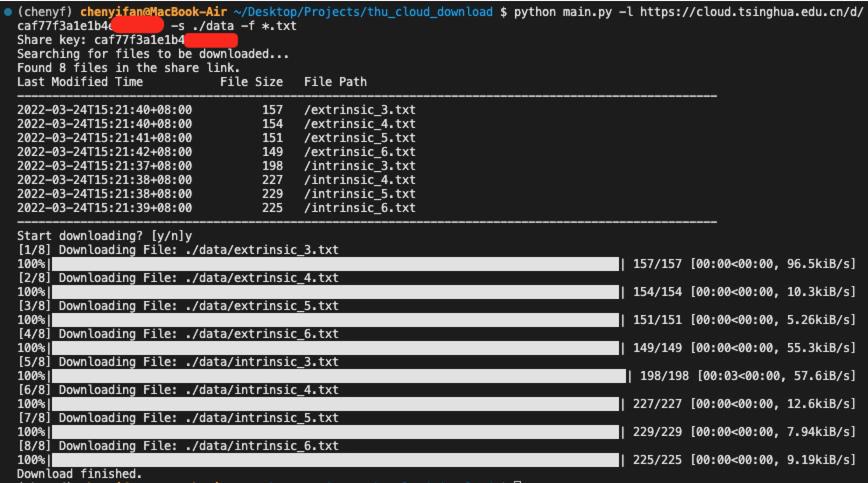 (chenyf) chenyifan@MacBook-Air ~/Desktop/Projects/thu_cloud_download $ python main.py -l https://cloud.tsinghua.edu.cn/d/
caf77f3a1e1b4 -s ./data -f *.txt
Share key: caf77f3a1e1b4
Searching for files to be downloaded...
Found 8 files in the share link.
Last Modified Time File Size File Path
2022-03-24T15:21:40+08:00 157 /extrinsic_3.txt
2022-03-24T15:21:40+08:00 154 /extrinsic_4.txt
2022-03-24T15:21:41+08:00 151 /extrinsic_5.txt
2022-03-24T15:21:42+08:00 149 /extrinsic_6.txt
2022-03-24T15:21:37+08:00 198 /intrinsic_3.txt
2022-03-24T15:21:38+08:00 227 /intrinsic_4.txt
2022-03-24T15:21:38+08:00 229 /intrinsic_5.txt
2022-03-24T15:21:39+08:00 225 /intrinsic_6.txt
Start downloading? [y/n]y
[1/8] Downloading File: ./data/extrinsic_3.txt
100%| | 157/157 [00:00<00:00, 96.5kiB/s]
[2/8] Downloading File: ./data/extrinsic_4.txt
100%| | 154/154 [00:00<00:00, 10.3kiB/s]
[3/8] Downloading File: ./data/extrinsic_5.txt
100%| | 151/151 [00:00<00:00, 5.26kiB/s]
[4/8] Downloading File: ./data/extrinsic_6.txt
100%| | 149/149 [00:00<00:00, 55.3kiB/s]
[5/8] Downloading File: ./data/intrinsic_3.txt
100%| | 198/198 [00:03<00:00, 57.6iB/s]
[6/8] Downloading File: ./data/intrinsic_4.txt
100%| | 227/227 [00:00<00:00, 12.6kiB/s]
[7/8] Downloading File: ./data/intrinsic_5.txt
100%| | 229/229 [00:00<00:00, 7.94kiB/s]
[8/8] Downloading File: ./data/intrinsic_6.txt
100%| | 225/225 [00:00<00:00, 9.19kiB/s]
Download finished.